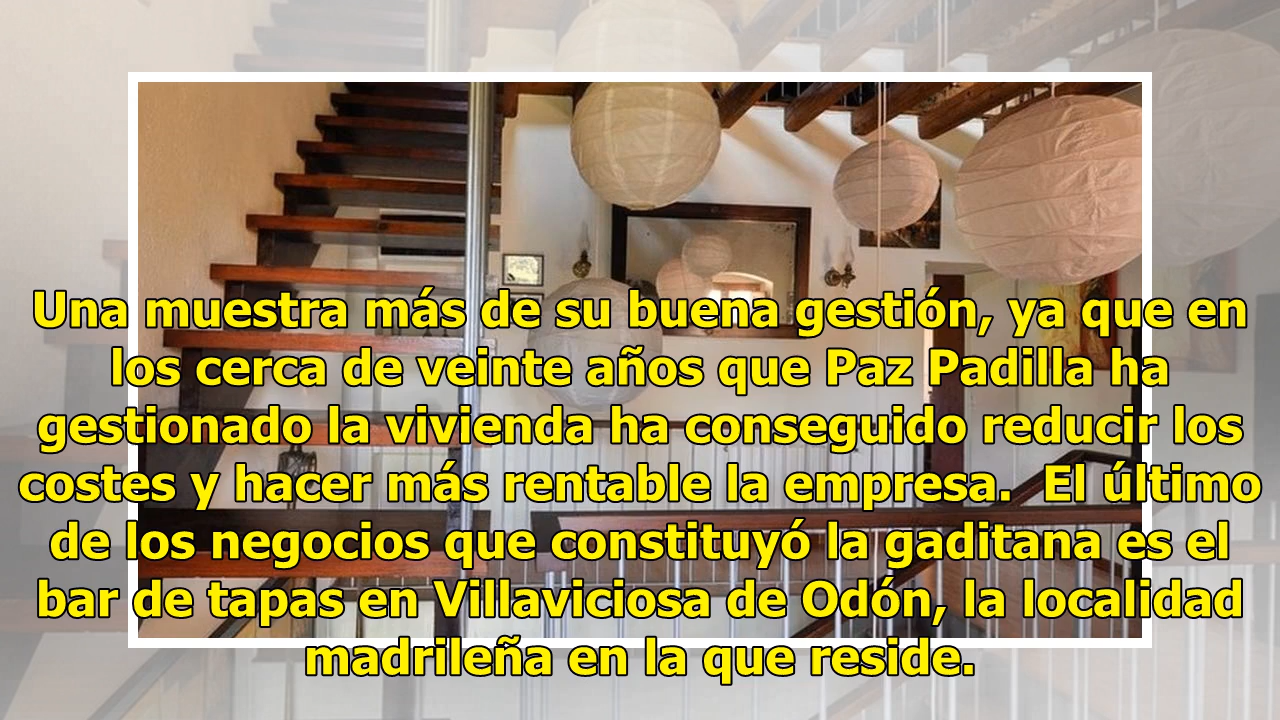 Una muestra más de su buena gestión, ya que en
los cerca de veinte años que Paz Padilla ha
gestionado la vivienda ha conseguido reducir los
costes y hacer más rentable la empresa.  El último
de los negocios que constituyó la gaditana es el
bar de tapas en Villaviciosa de Odón, la localidad
madrileña en la que reside.